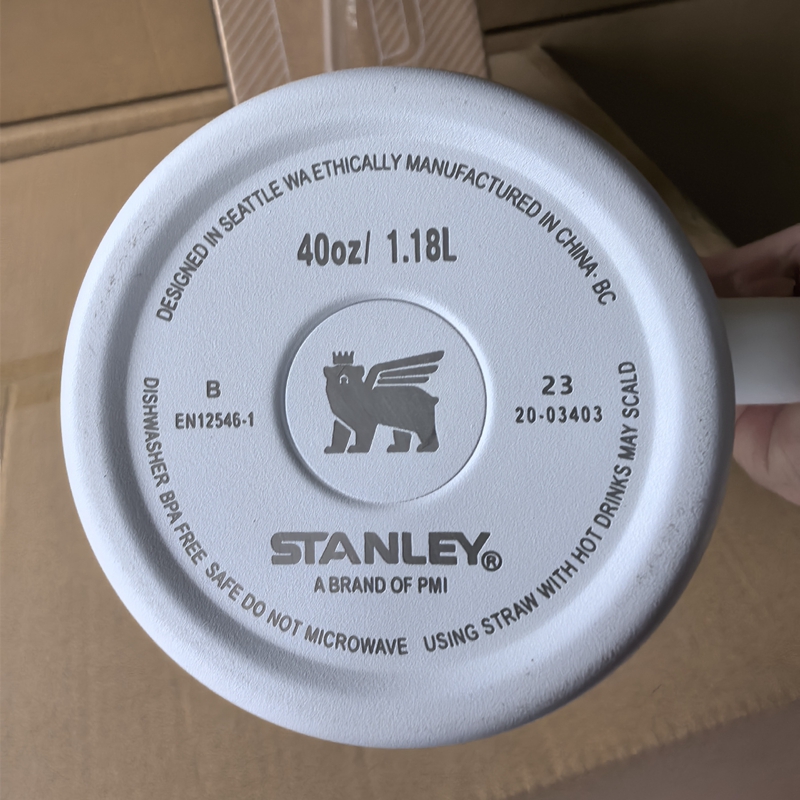 DESIGNED IN SEATTLE WA ETHICALLY MANUFACTURED IN CHINA· BC
40oz/ 1.18L
B
EN12546-1
23
20-03403
STANLEY®
A BRAND OF PMI
DISHWASHER BPA FREE SAFE DO NOT MICROWAVE USING STRAW WITH HOT DRINKS MAY SCALD